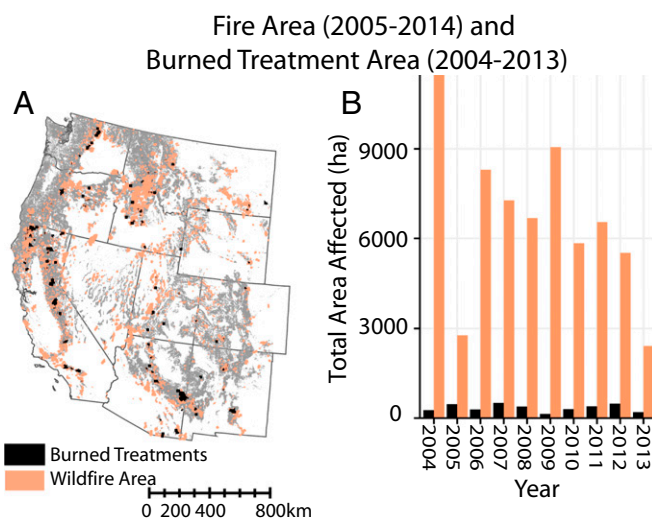 Fire Area (2005-2014) and
Burned Treatment Area (2004-2013)
A
Burned Treatments
Wildfire Area
0 200 400 800km
B
Total Area Affected (ha)
9000
6000
3000
0
2004 2005 2006 2007 2008 2009 2010 2011 2012 2013
Year